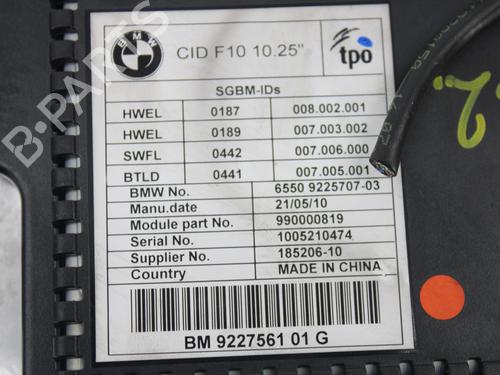 BMW
CID F10 10.25"
tpo
SGBM-IDs
HWEL 0187 008.002.001
HWEL 0189 007.003.002
SWFL 0442 007.006.000
BTLD 0441 007.005.001
BMW No. 6550 9225707-03
Manu.date 21/05/10
Module part No. 990000819
Serial No. 1005210474
Supplier No. 185206-10
Country MADE IN CHINA
BM 9227561 01 G
B-PARTS